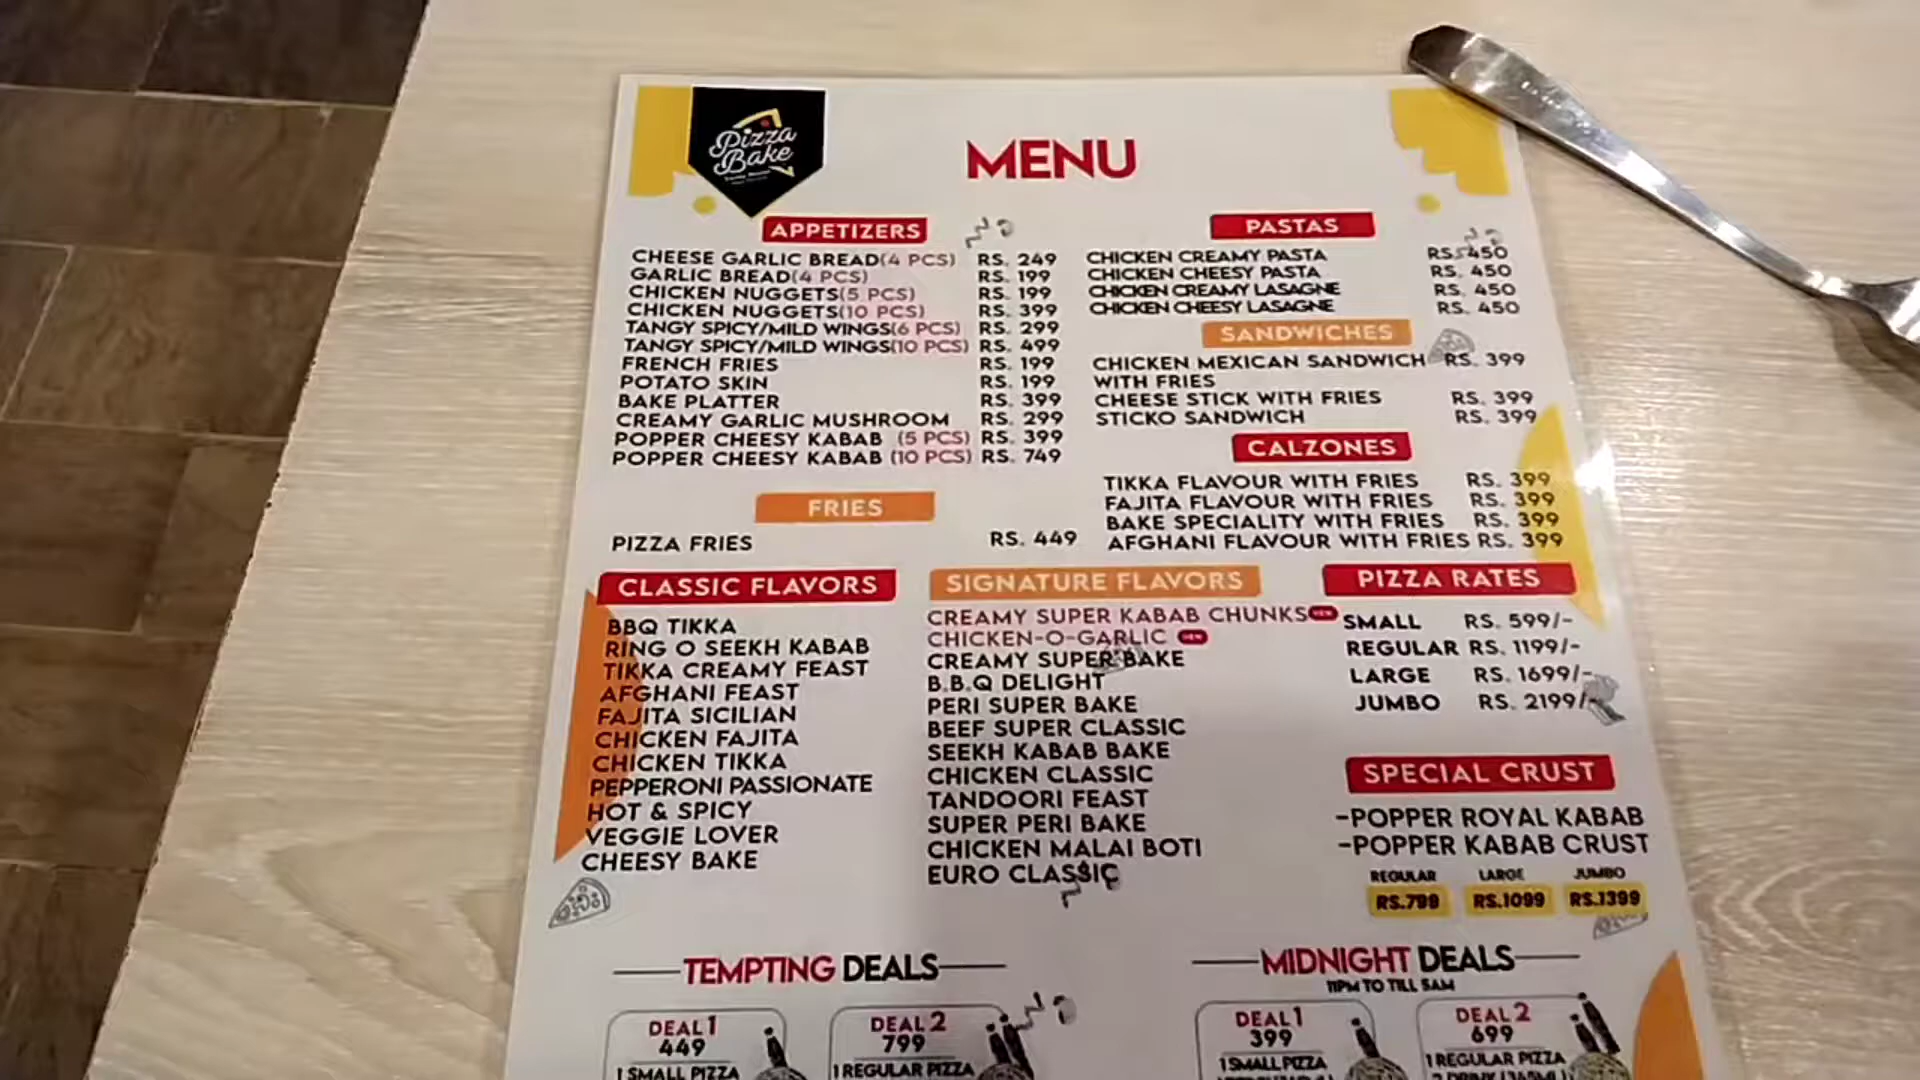 Pizza
Bake
MENU
APPETIZERS
CHEESE GARLIC BREAD(4 PCS) RS. 249
GARLIC BREAD(4 PCS) RS. 199
CHICKEN NUGGETS(5 PCS) RS. 199
CHICKEN NUGGETS(10 PCS) RS. 399
TANGY SPICY/MILD WINGS(6 PCS) RS. 299
TANGY SPICY/MILD WINGS(10 PCS) RS. 499
FRENCH FRIES RS. 199
POTATO SKIN RS. 199
BAKE PLATTER RS. 399
CREAMY GARLIC MUSHROOM RS. 299
POPPER CHEESY KABAB (5 PCS) RS. 399
POPPER CHEESY KABAB (10 PCS) RS. 749
FRIES
PIZZA FRIES RS. 449
PASTAS
CHICKEN CREAMY PASTA RS. 450
CHICKEN CHEESY PASTA RS. 450
CHICKEN CREAMY LASAGNE RS. 450
CHICKEN CHEESY LASAGNE RS. 450
SANDWICHES
CHICKEN MEXICAN SANDWICH RS. 399
WITH FRIES
CHEESE STICK WITH FRIES RS. 399
STICKO SANDWICH RS. 399
CALZONES
TIKKA FLAVOUR WITH FRIES RS. 399
FAJITA FLAVOUR WITH FRIES RS. 399
BAKE SPECIALITY WITH FRIES RS. 399
AFGHANI FLAVOUR WITH FRIES RS. 399
CLASSIC FLAVORS
BBQ TIKKA
RING O SEEKH KABAB
TIKKA CREAMY FEAST
AFGHANI FEAST
FAJITA SICILIAN
CHICKEN FAJITA
CHICKEN TIKKA
PEPPERONI PASSIONATE
HOT & SPICY
VEGGIE LOVER
CHEESY BAKE
SIGNATURE FLAVORS
CREAMY SUPER KABAB CHUNKS NEW
CHICKEN-O-GARLIC NEW
CREAMY SUPER BAKE
B.B.Q DELIGHT
PERI SUPER BAKE
BEEF SUPER CLASSIC
SEEKH KABAB BAKE
CHICKEN CLASSIC
TANDOORI FEAST
SUPER PERI BAKE
CHICKEN MALAI BOTI
EURO CLASSIC
PIZZA RATES
SMALL RS. 599/-
REGULAR RS. 1199/-
LARGE RS. 1699/-
JUMBO RS. 2199/-
SPECIAL CRUST
-POPPER ROYAL KABAB
-POPPER KABAB CRUST
REGULAR LARGE JUMBO
RS.799 RS.1099 RS.1399
TEMPTING DEALS
DEAL 1
449
1 SMALL PIZZA
DEAL 2
799
1 REGULAR PIZZA
MIDNIGHT DEALS
11PM TO TILL 5AM
DEAL 1
399
1 SMALL PIZZA
DEAL 2
699
1 REGULAR PIZZA
2 DRINK (345ML)